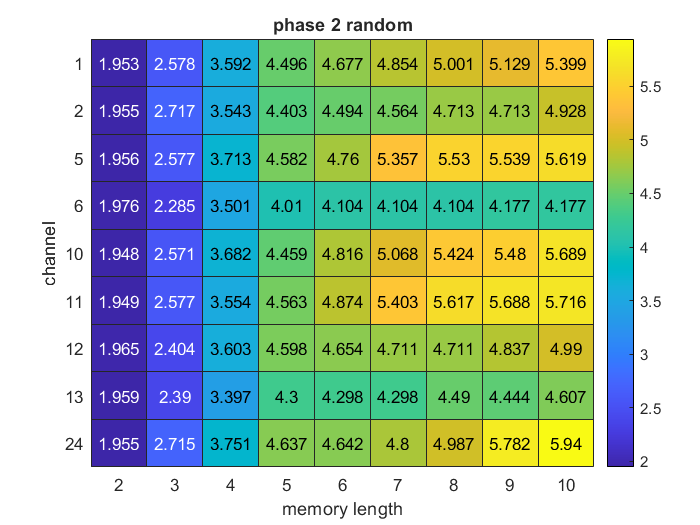 phase 2 random
1 1.953 2.578 3.592 4.496 4.677 4.854 5.001 5.129 5.399
2 1.955 2.717 3.543 4.403 4.494 4.564 4.713 4.713 4.928
5 1.956 2.577 3.713 4.582 4.76 5.357 5.53 5.539 5.619
6 1.976 2.285 3.501 4.01 4.104 4.104 4.104 4.177 4.177
10 1.948 2.571 3.682 4.459 4.816 5.068 5.424 5.48 5.689
11 1.949 2.577 3.554 4.563 4.874 5.403 5.617 5.688 5.716
12 1.965 2.404 3.603 4.598 4.654 4.711 4.711 4.837 4.99
13 1.959 2.39 3.397 4.3 4.298 4.298 4.49 4.444 4.607
24 1.955 2.715 3.751 4.637 4.642 4.8 4.987 5.782 5.94
2 3 4 5 6 7 8 9 10
memory length
channel
5.5
5
4.5
4
3.5
3
2.5
2